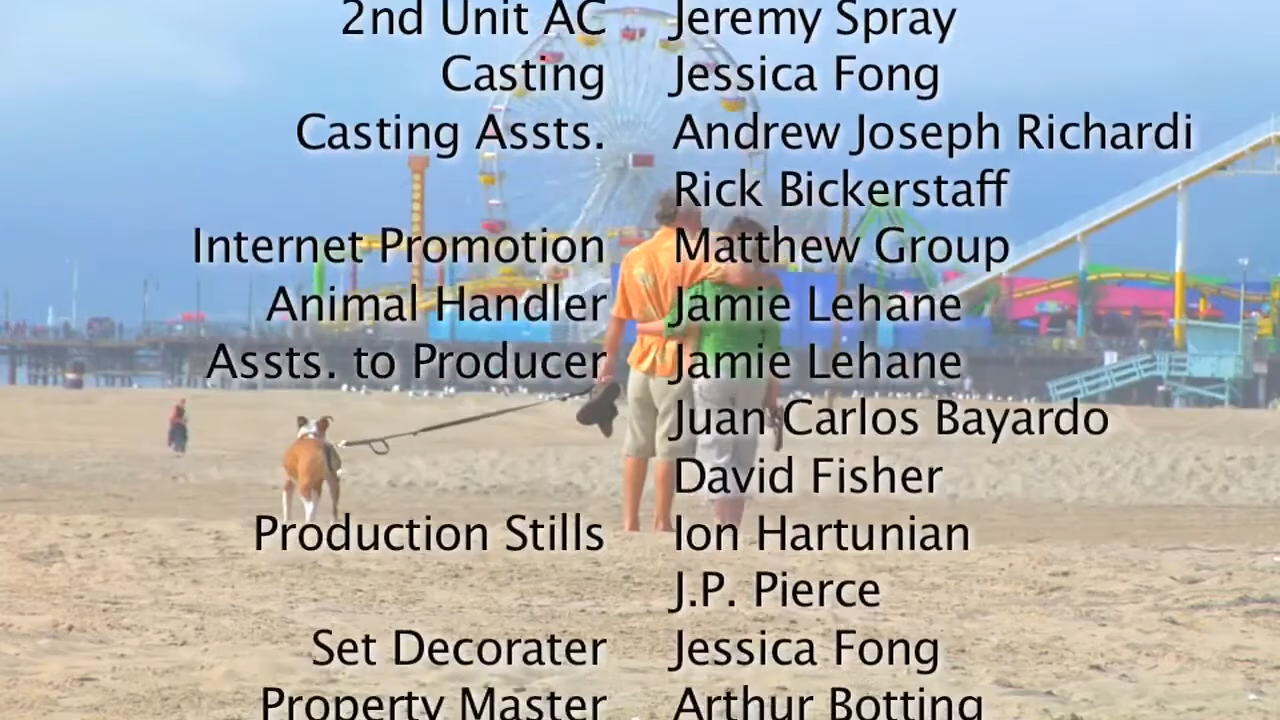 2nd Unit AC Jeremy Spray
Casting Jessica Fong
Casting Assts. Andrew Joseph Richardi
Rick Bickerstaff
Internet Promotion Matthew Group
Animal Handler Jamie Lehane
Assts. to Producer Jamie Lehane
Juan Carlos Bayardo
David Fisher
Production Stills Ion Hartunian
J.P. Pierce
Set Decorater Jessica Fong
Property Master Arthur Botting